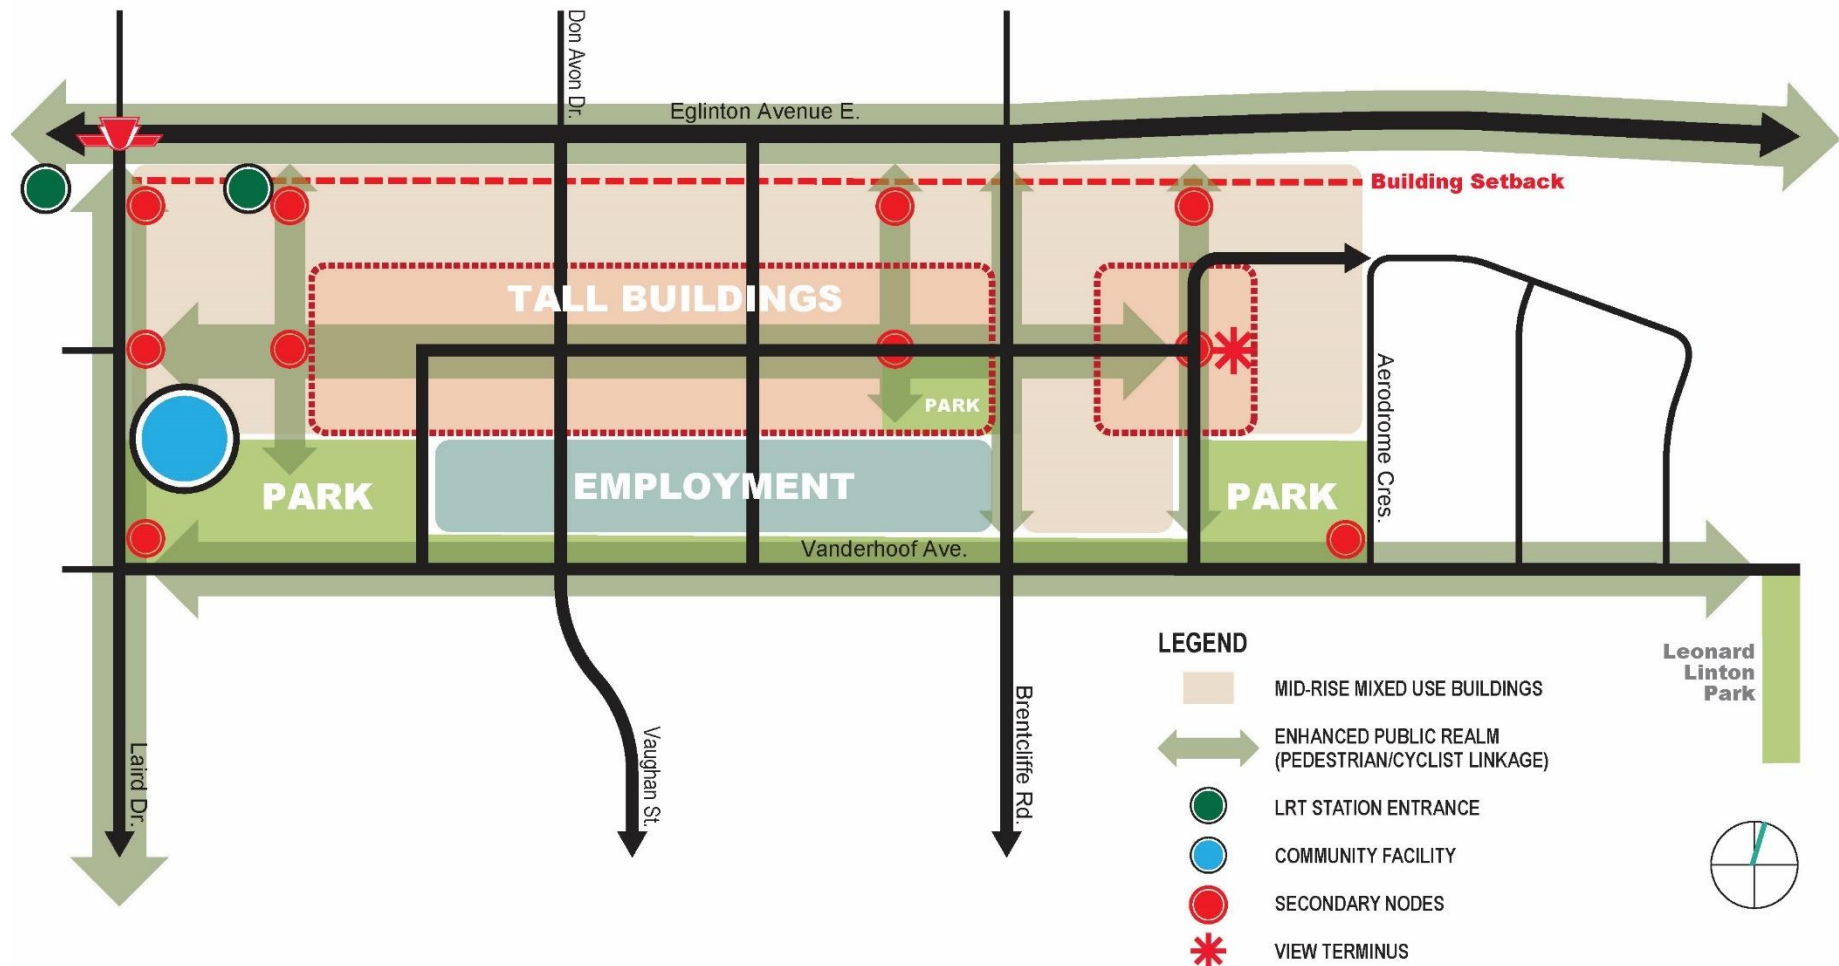 Don Avon Dr.
Eglinton Avenue E.
Building Setback
TALL BUILDINGS
PARK
Aerodrome Cres.
EMPLOYMENT
PARK
PARK
Vanderhoof Ave.
Laird Dr.
Vaughan St.
Brentcliffe Rd.
Leonard
Linton
Park
LEGEND
MID-RISE MIXED USE BUILDINGS
ENHANCED PUBLIC REALM
(PEDESTRIAN/CYCLIST LINKAGE)
LRT STATION ENTRANCE
COMMUNITY FACILITY
SECONDARY NODES
VIEW TERMINUS